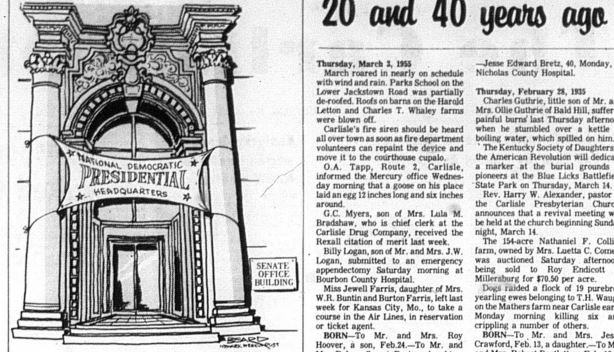 NATIONAL DEMOCRATIC
PRESIDENTIAL
HEADQUARTERS
SENATE
OFFICE
BUILDING
20 and 40 years ago
Thursday, March 3, 1955
March roared in nearly on schedule
with wind and rain. Parks School on the
Lower Jackstown Road was partially
de-roofed. Roofs on barns on the Harold
Letton and Charles T. Whaley farms
were blown off.
Carlisle's fire siren should be heard
all over town as soon as fire department
volunteers can repaint the device and
move it to the courthouse cupalo.
O.A. Tapp, Route 2, Carlisle,
informed the Mercury office Wednes-
day morning that a goose on his place
laid an egg 12 inches long and six inches
around.
G.C. Myers, son of Mrs. Lula M.
Bradshaw, who is chief clerk at the
Carlisle Drug Company, received the
Rexall citation of merit last week.
Billy Logan, son of Mr. and Mrs. J.W.
Logan, submitted to an emergency
appendectomy Saturday morning at
Bourbon County Hospital.
Miss Jewell Farris, daughter of Mrs.
W.R. Buntin and Burton Farris, left last
week for Kansas City, Mo., to take a
course in the Air Lines, in reservation
or ticket agent.
BORN—To Mr. and Mrs. Roy
Hoover, a son, Feb.24.—To Mr. and
—Jesse Edward Bretz, 40, Monday,
Nicholas County Hospital.
Thursday, February 28, 1935
Charles Guthrie, little son of Mr. a
Mrs. Ollie Guthrie of Bald Hill, suffer
painful burns last Thursday afterno
when he stumbled over a kettle
boiling water, which spilled on him.
The Kentucky Society of Daughters
the American Revolution will dedic
a marker at the burial grounds
pioneers at the Blue Licks Battlefie
State Park on Thursday, March 14.
Rev. Harry W. Alexander, pastor
the Carlisle Presbyterian Churc
announces that a revival meeting w
be held at the church beginning Sund
night, March 14.
The 154-acre Nathaniel F. Colli
farm, owned by Mrs. Luetta C. Come
was auctioned Saturday afternoo
being sold to Roy Endicott
Millersburg for $70.50 per acre.
Dogs raided a flock of 19 purebre
yearling ewes belonging to T.H. Waug
on the Mathers farm near Carlisle ear
Monday morning killing six a
crippling a number of others.
BORN—To Mr. and Mrs. Jes
Crawford, Feb. 13, a daughter.—To M